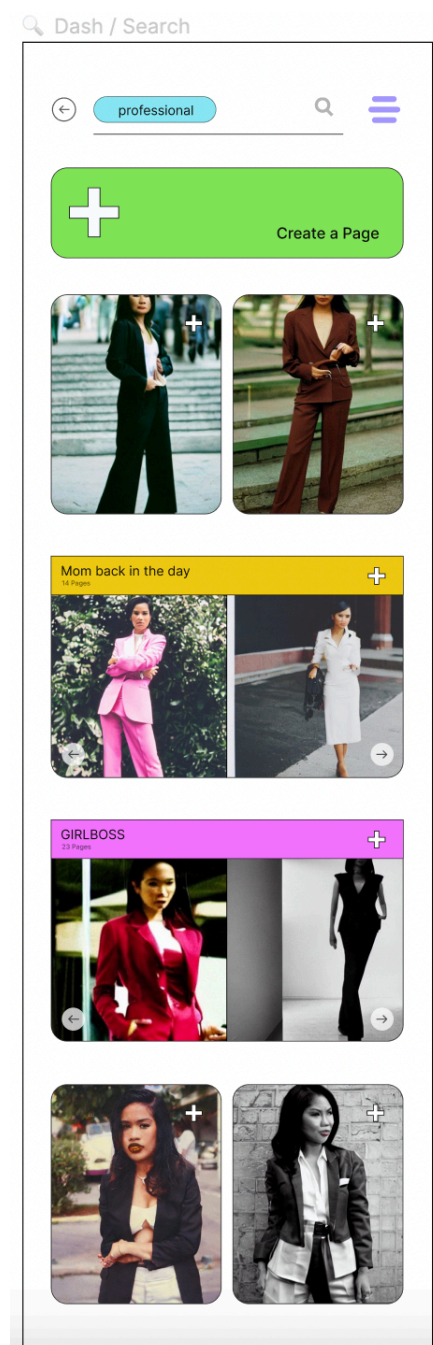 Dash / Search
professional
Create a Page
Mom back in the day
14 Pages
GIRLBOSS
23 Pages